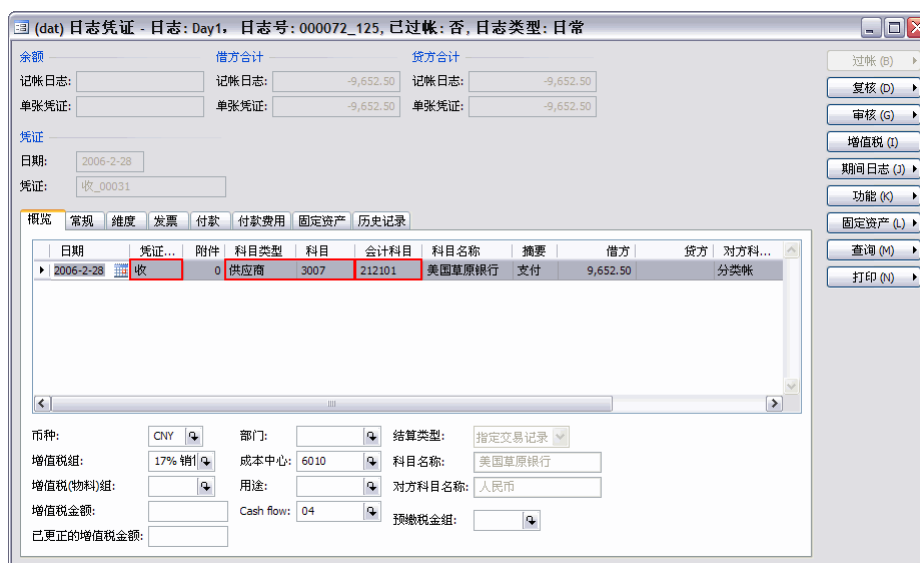 (dat) 日志凭证 - 日志: Day1, 日志号: 000072_125, 已过帐: 否, 日志类型: 日常
余额 借方合计 贷方合计
记帐日志: 记帐日志: -9,652.50 记帐日志: -9,652.50
单张凭证: 单张凭证: -9,652.50 单张凭证: -9,652.50
凭证
日期: 2006-2-28
凭证: 收_00031
概览 常规 维度 发票 付款 付款费用 固定资产 历史记录
日期 凭证... 附件 科目类型 科目 会计科目 科目名称 摘要 借方 贷方 对方科...
2006-2-28 收 0 供应商 3007 212101 美国草原银行 支付 9,652.50 分类帐
币种: CNY 部门: 结算类型: 指定交易记录
增值税组: 17% 销 成本中心: 6010 科目名称: 美国草原银行
增值税(物料)组: 用途: 对方科目名称: 人民币
增值税金额: Cash flow: 04 预缴税金组:
已更正的增值税金额:
过帐 (B)
复核 (D)
审核 (G)
增值税 (I)
期间日志 (J)
功能 (K)
固定资产 (L)
查询 (M)
打印 (N)